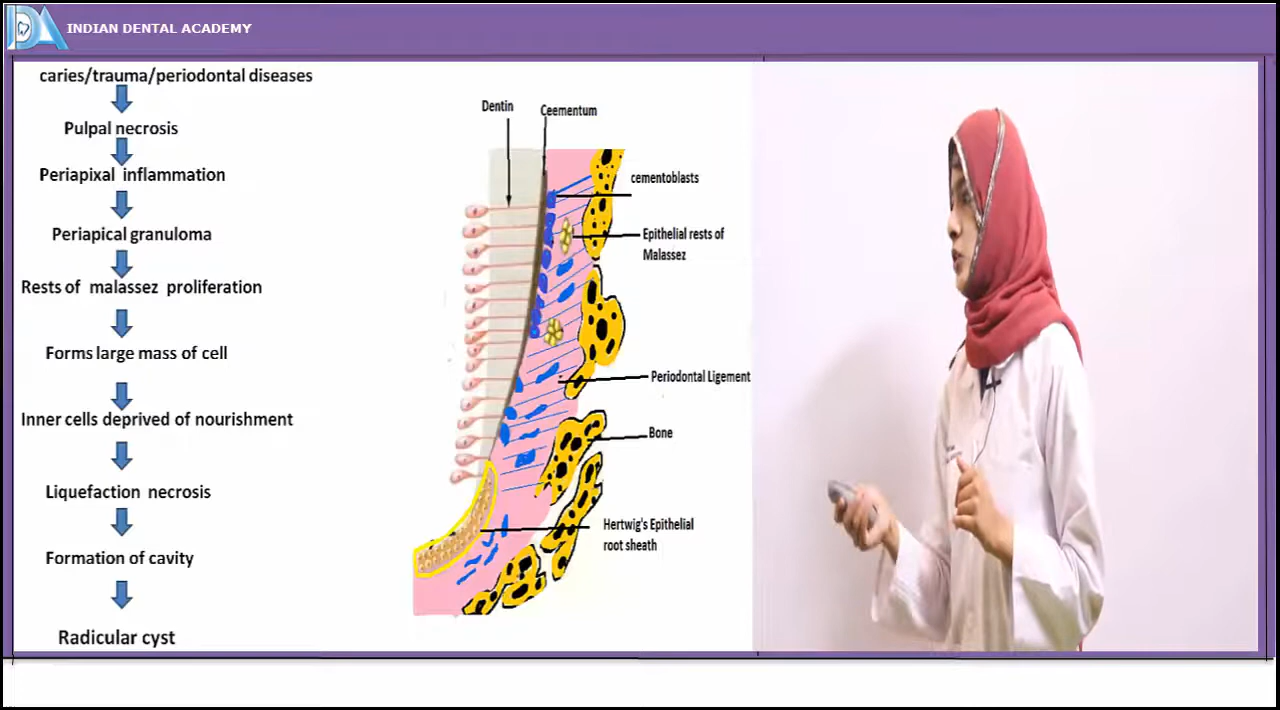 INDIAN DENTAL ACADEMY
caries/trauma/periodontal diseases
Pulpal necrosis
Periapixal inflammation
Periapical granuloma
Rests of malassez proliferation
Forms large mass of cell
Inner cells deprived of nourishment
Liquefaction necrosis
Formation of cavity
Radicular cyst
Dentin
Ceementum
cementoblasts
Epithelial rests of
Malassez
Periodontal Ligament
Bone
Hertwig's Epithelial
root sheath